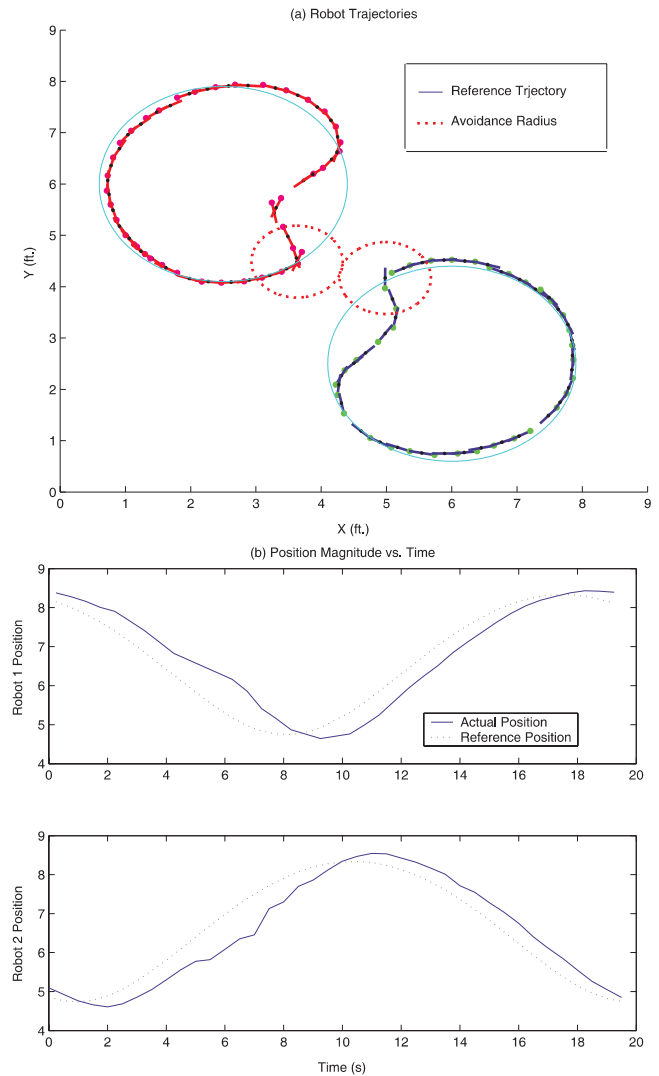 (a) Robot Trajectories
9
8
7
6
5
4
3
2
1
0
Y (ft.)
Reference Trjectory
Avoidance Radius
0 1 2 3 4 5 6 7 8 9
X (ft.)
(b) Position Magnitude vs. Time
9
8
7
6
5
4
Robot 1 Position
Actual Position
Reference Position
0 2 4 6 8 10 12 14 16 18 20
9
8
7
6
5
4
Robot 2 Position
0 2 4 6 8 10 12 14 16 18 20
Time (s)